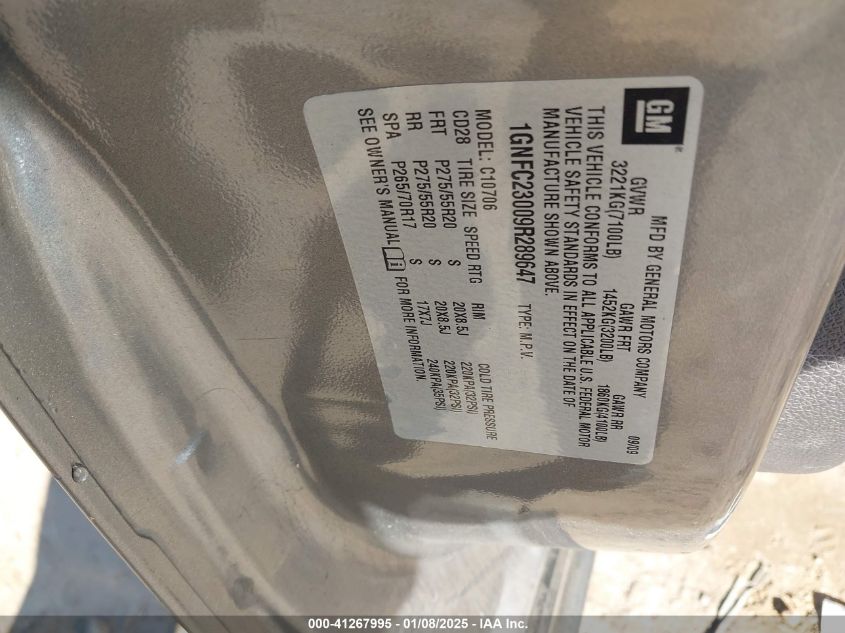 GM ®
MFD BY GENERAL MOTORS COMPANY 09/09
GVWR GAWR FRT GAWR RR
3221KG(7100LB) 1452KG(3200LB) 1860KG(4100LB)
THIS VEHICLE CONFORMS TO ALL APPLICABLE U.S. FEDERAL MOTOR
VEHICLE SAFETY STANDARDS IN EFFECT ON THE DATE OF
MANUFACTURE SHOWN ABOVE.
1GNFC23009R289647 TYPE: M.P.V.
MODEL: C10706
CD28 TIRE SIZE SPEED RTG RIM COLD TIRE PRESSURE
FRT P275/55R20 S 20X8.5J 220KPA(32PSI)
RR P275/55R20 S 20X8.5J 220KPA(32PSI)
SPA P265/70R17 S 17X7J 240KPA(35PSI)
SEE OWNER'S MANUAL FOR MORE INFORMATION.
000-41267995 - 01/08/2025 - IAA Inc.